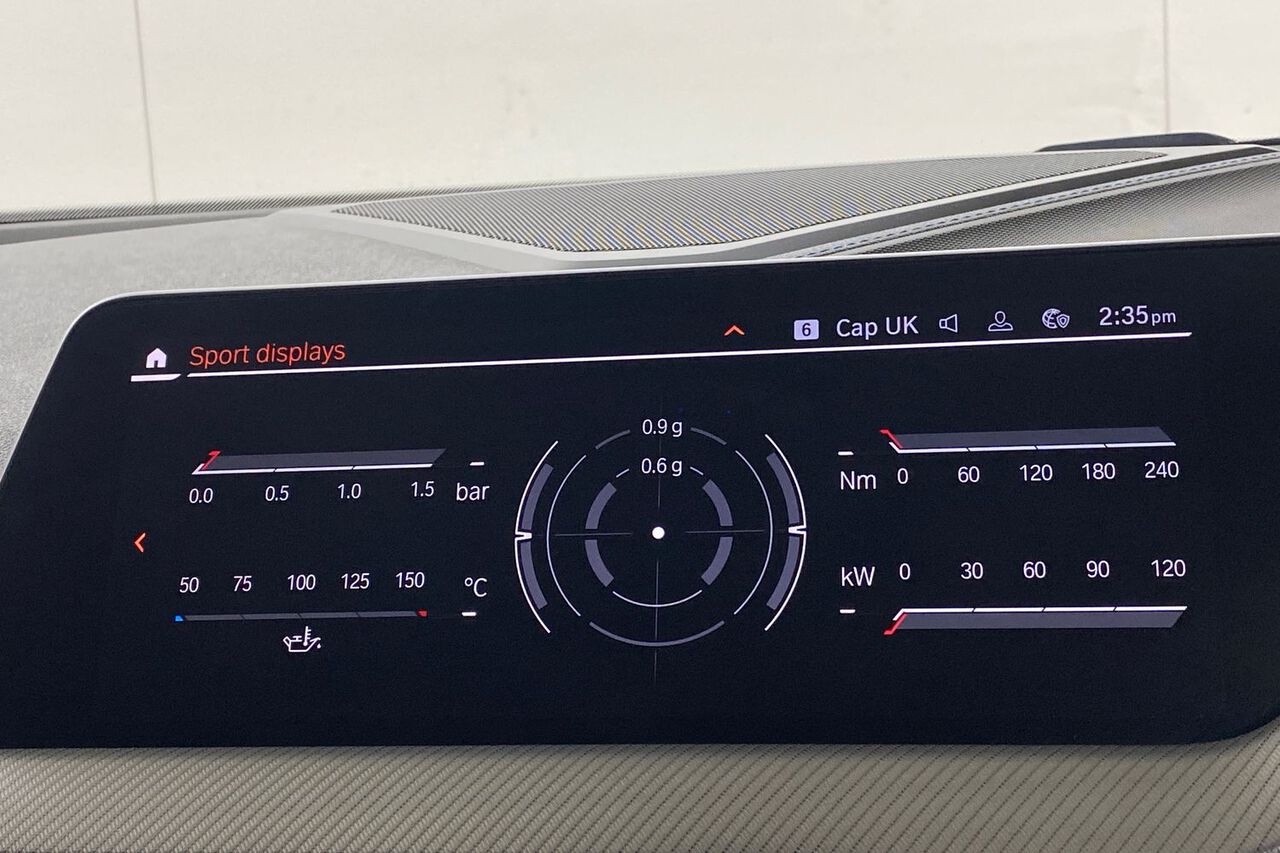 Sport displays
6 Cap UK 2:35pm
0.0 0.5 1.0 1.5 bar
50 75 100 125 150 °C
0.9 g
0.6 g
Nm 0 60 120 180 240
kW 0 30 60 90 120